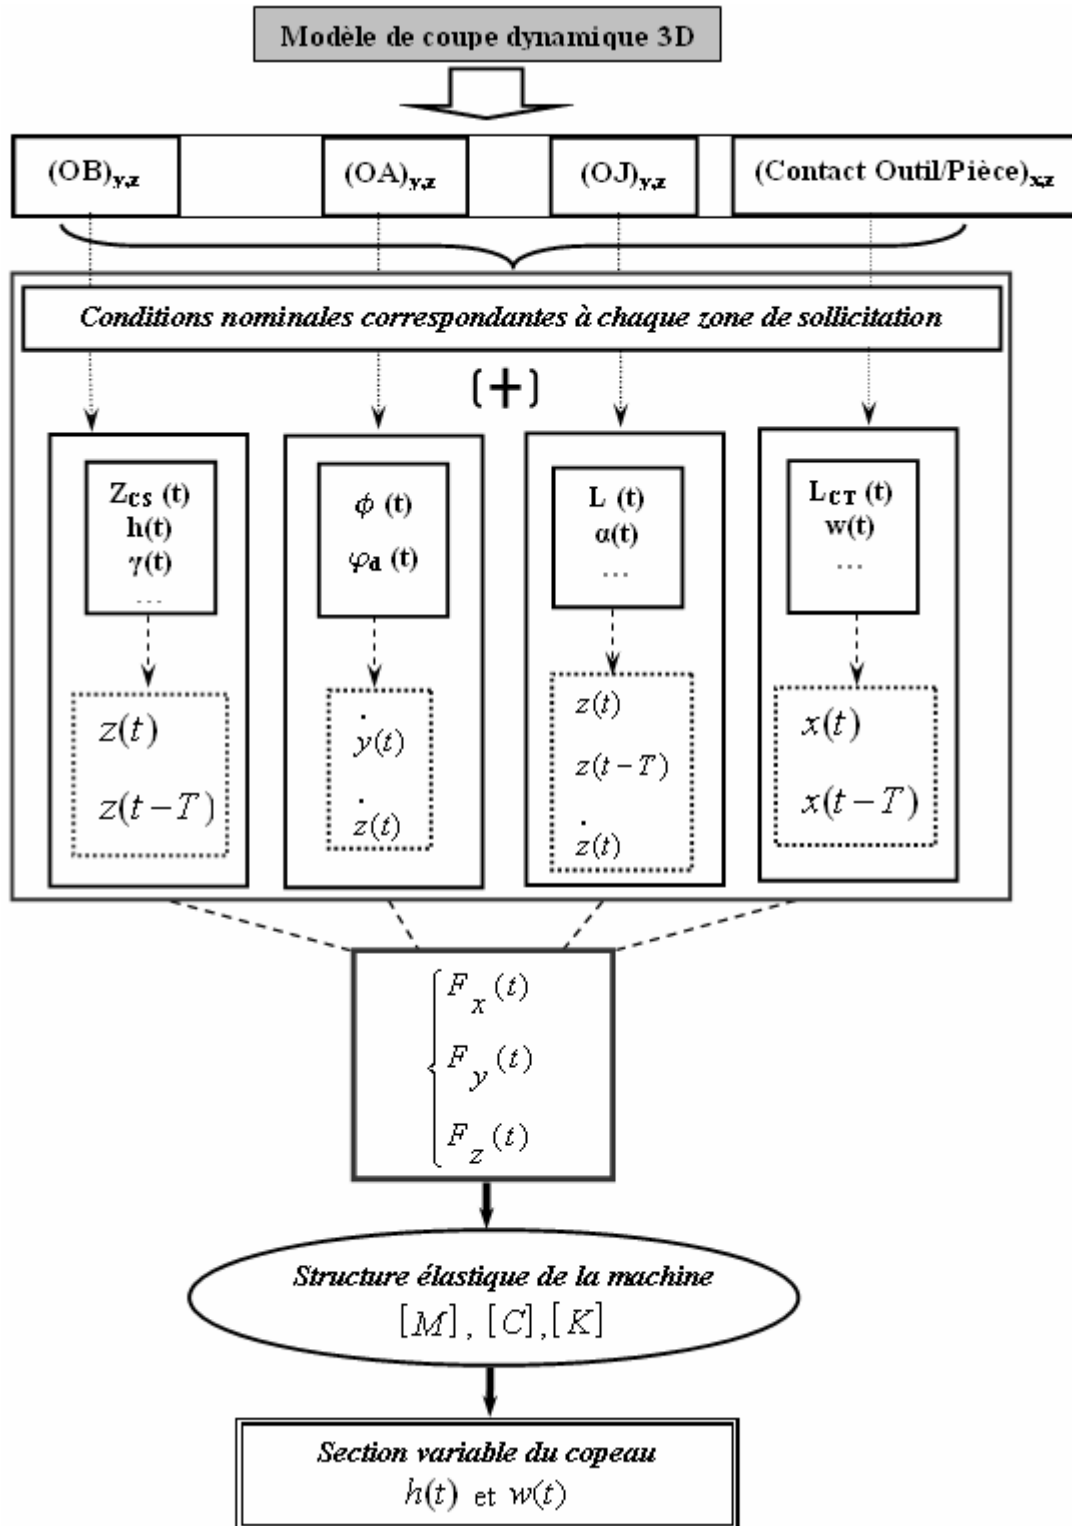 Modèle de coupe dynamique 3D
(OB)y,z (OA)y,z (OJ)y,z (Contact Outil/Pièce)x,z
Conditions nominales correspondantes à chaque zone de sollicitation
(+)
ZCS (t)
h(t)
γ(t)
...
z(t)
z(t−T)
ϕ (t)
φd (t)
ẏ(t)
ż(t)
L (t)
α(t)
...
z(t)
z(t−T)
ż(t)
LCT (t)
w(t)
...
x(t)
x(t−T)
Fx(t)
Fy(t)
Fz(t)
Structure élastique de la machine
[M], [C],[K]
Section variable du copeau
h(t) et w(t)